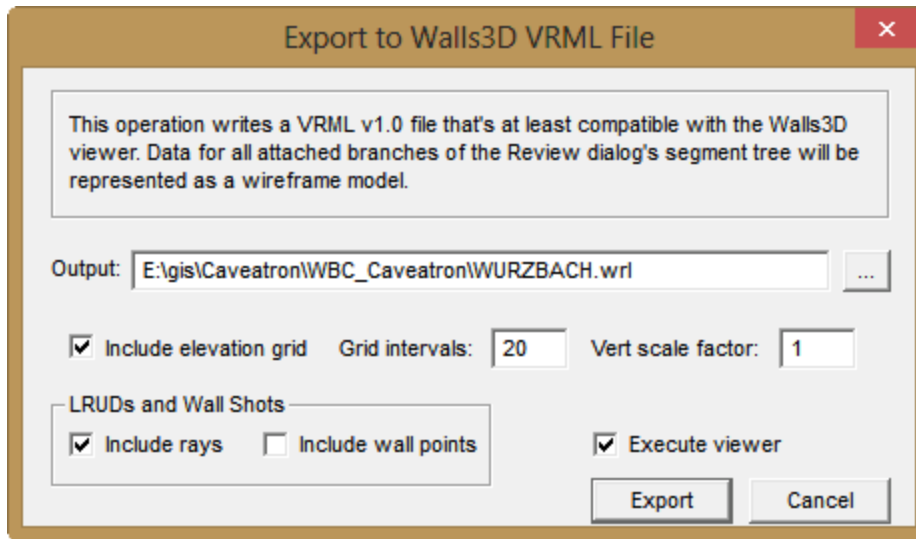 Export to Walls3D VRML File
This operation writes a VRML v1.0 file that's at least compatible with the Walls3D
viewer. Data for all attached branches of the Review dialog's segment tree will be
represented as a wireframe model.
Output: E:\gis\Caveatron\WBC_Caveatron\WURZBACH.wrl ...
Include elevation grid Grid intervals: 20 Vert scale factor: 1
LRUDs and Wall Shots
Include rays Include wall points Execute viewer
Export Cancel